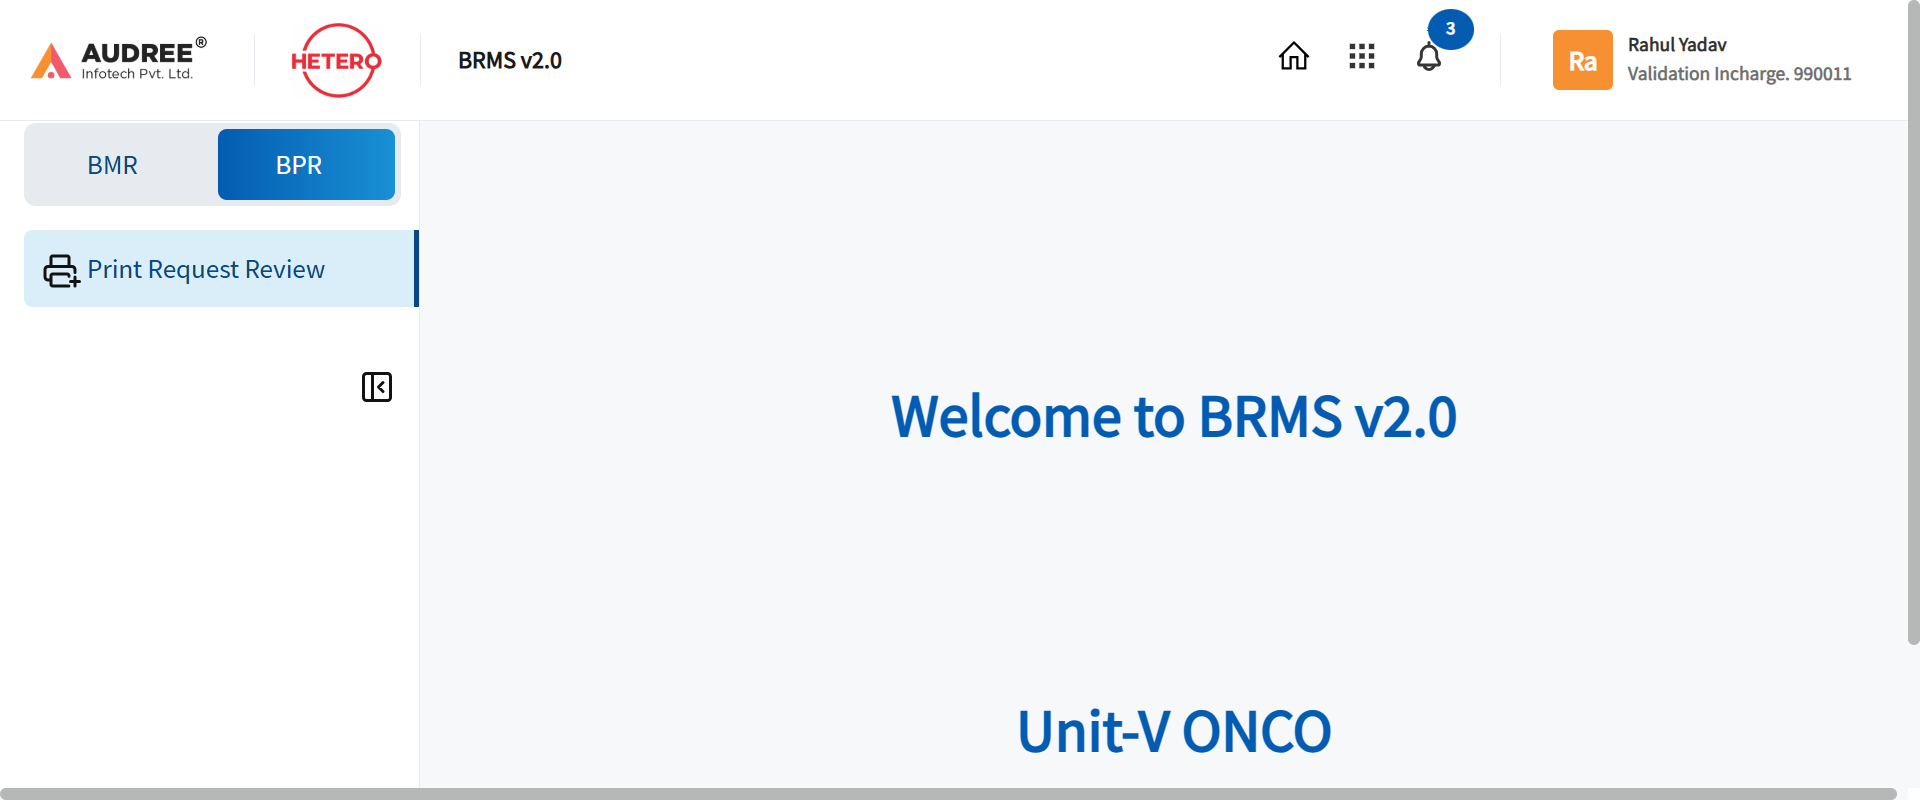 AUDREE®
Infotech Pvt. Ltd.
HETERO
BRMS v2.0
3
Ra
Rahul Yadav
Validation Incharge. 990011
BMR
BPR
Print Request Review
Welcome to BRMS v2.0
Unit-V ONCO